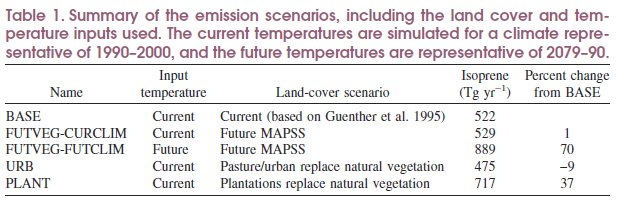 Table 1. Summary of the emission scenarios, including the land cover and tem-
perature inputs used. The current temperatures are simulated for a climate repre-
sentative of 1990–2000, and the future temperatures are representative of 2079–90.
Input Isoprene Percent change
Name temperature Land-cover scenario (Tg yr⁻¹) from BASE
BASE Current Current (based on Guenther et al. 1995) 522
FUTVEG-CURCLIM Current Future MAPSS 529 1
FUTVEG-FUTCLIM Future Future MAPSS 889 70
URB Current Pasture/urban replace natural vegetation 475 –9
PLANT Current Plantations replace natural vegetation 717 37